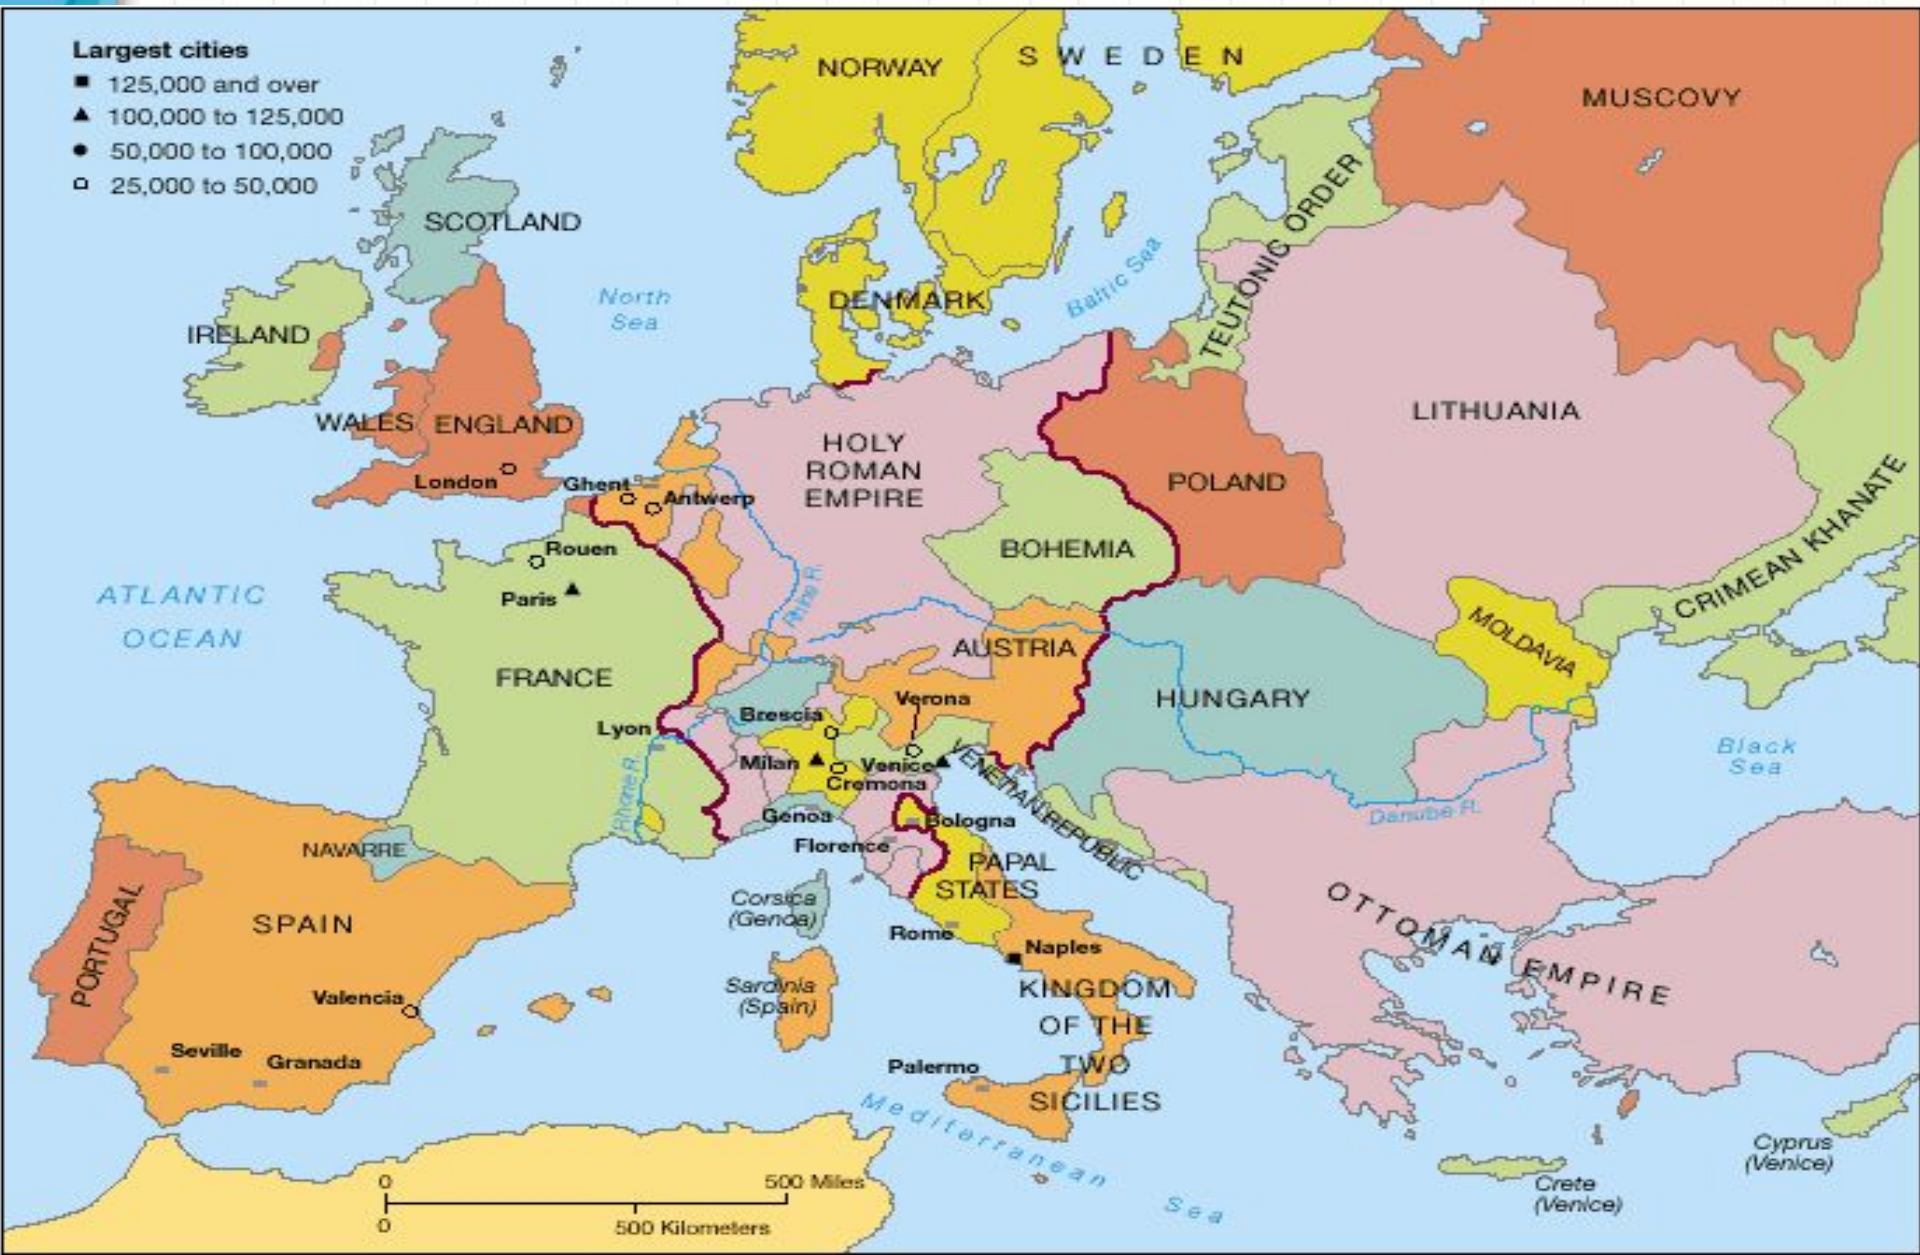 Largest cities
125,000 and over
100,000 to 125,000
50,000 to 100,000
25,000 to 50,000
NORWAY
SWEDEN
MUSCOVY
SCOTLAND
TEUTONIC ORDER
North
Sea
Baltic Sea
DENMARK
IRELAND
WALES
ENGLAND
London
HOLY
ROMAN
EMPIRE
LITHUANIA
POLAND
Ghent
Antwerp
Rouen
Paris
BOHEMIA
Rhine R.
CRIMEAN KHANATE
ATLANTIC
OCEAN
FRANCE
AUSTRIA
MOLDAVIA
HUNGARY
Verona
Brescia
Lyon
Milan
Venice
Cremona
VENETIAN REPUBLIC
Black
Sea
Rhone R.
Genoa
Bologna
Danube R.
Florence
NAVARRE
PAPAL
STATES
Corsica
(Genoa)
OTTOMAN EMPIRE
PORTUGAL
SPAIN
Rome
Naples
Valencia
Sardinia
(Spain)
KINGDOM
OF THE
TWO
SICILIES
Seville
Granada
Palermo
Mediterranean Sea
Cyprus
(Venice)
Crete
(Venice)
0
500 Miles
0
500 Kilometers